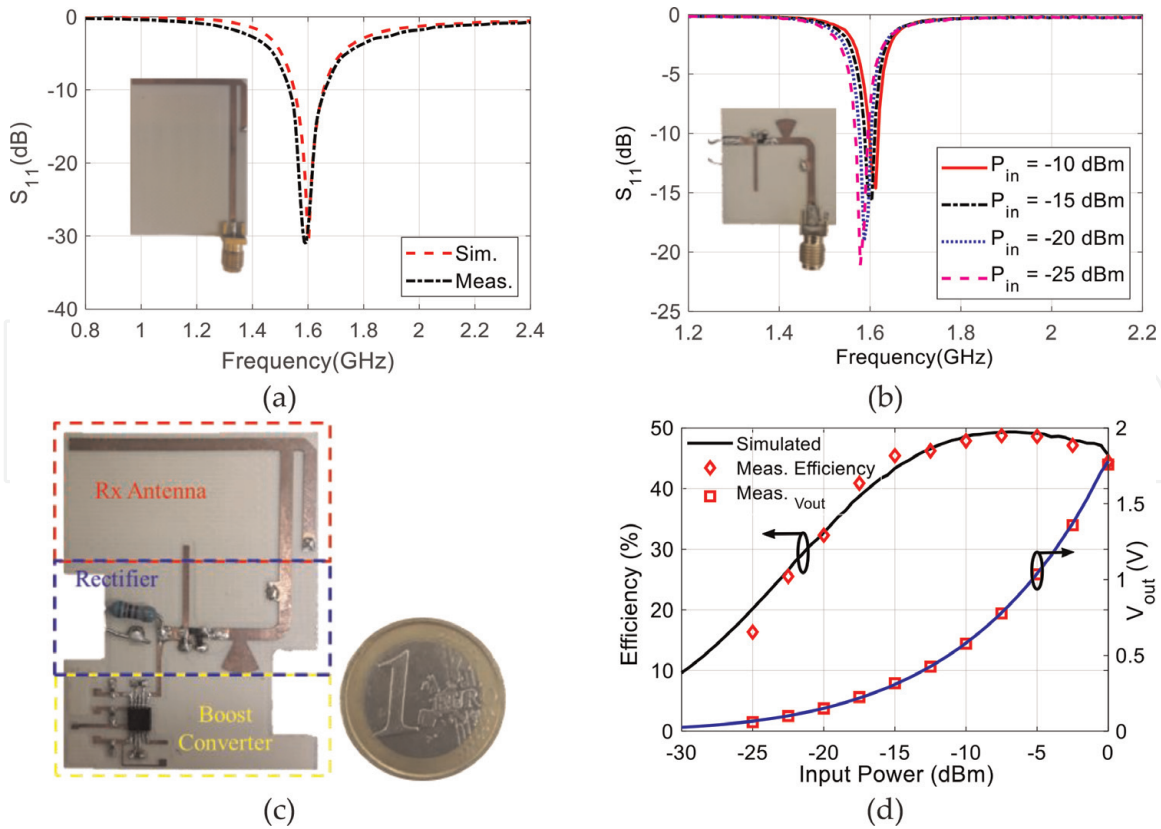 0
-10
-20
-30
-40
S11(dB)
Sim.
Meas.
0.8 1 1.2 1.4 1.6 1.8 2 2.2 2.4
Frequency(GHz)
(a)
0
-5
-10
-15
-20
-25
S11(dB)
Pin = -10 dBm
Pin = -15 dBm
Pin = -20 dBm
Pin = -25 dBm
1.2 1.4 1.6 1.8 2 2.2
Frequency(GHz)
(b)
Rx Antenna
Rectifier
Boost
Converter
1
(c)
50
40
30
20
10
0
Efficiency (%)
Simulated
Meas. Efficiency
Meas. Vout
2
1.5
1
0.5
0
Vout (V)
-30 -25 -20 -15 -10 -5 0
Input Power (dBm)
(d)